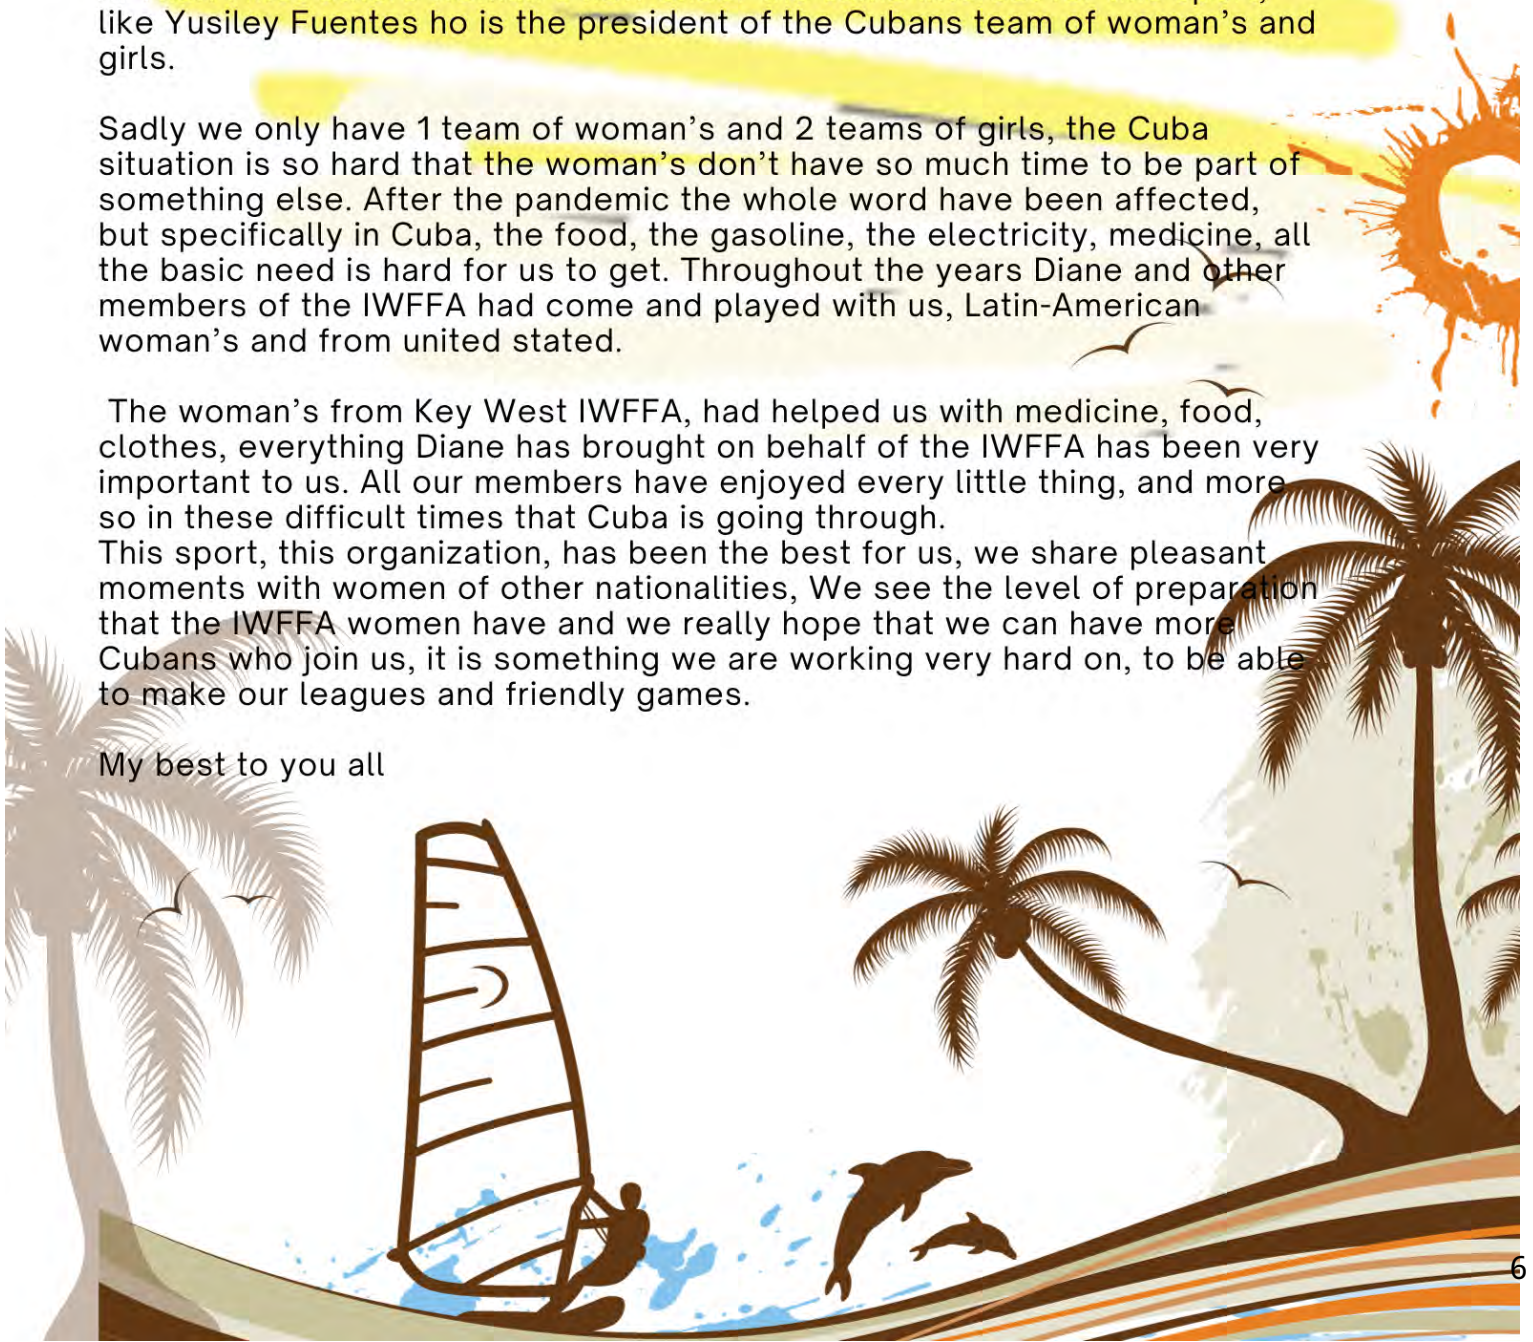 like Yusiley Fuentes ho is the president of the Cubans team of woman's and
girls.
Sadly we only have 1 team of woman's and 2 teams of girls, the Cuba
situation is so hard that the woman's don't have so much time to be part of
something else. After the pandemic the whole word have been affected,
but specifically in Cuba, the food, the gasoline, the electricity, medicine, all
the basic need is hard for us to get. Throughout the years Diane and other
members of the IWFFA had come and played with us, Latin-American
woman's and from united stated.
The woman's from Key West IWFFA, had helped us with medicine, food,
clothes, everything Diane has brought on behalf of the IWFFA has been very
important to us. All our members have enjoyed every little thing, and more
so in these difficult times that Cuba is going through.
This sport, this organization, has been the best for us, we share pleasant
moments with women of other nationalities, We see the level of preparation
that the IWFFA women have and we really hope that we can have more
Cubans who join us, it is something we are working very hard on, to be able
to make our leagues and friendly games.
My best to you all
6